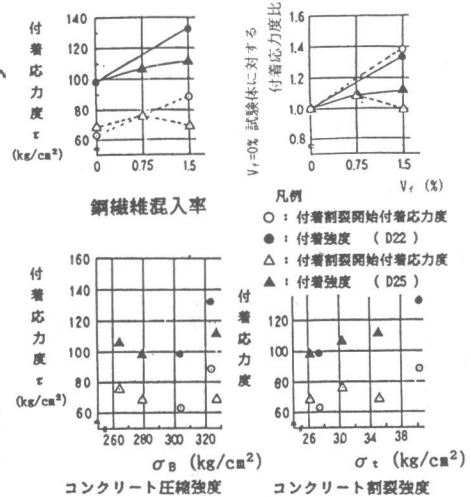 付着応力度 τ (kg/cm²)
140
120
100
80
60
0 0.75 1.5
鋼繊維混入率
Vf=0% 試験体に対する
付着応力度比
1.6
1.4
1.2
1.0
0.8
0 0.75 1.5
Vf (%)
凡例
○ : 付着割裂開始付着応力度
● : 付着強度 (D22)
△ : 付着割裂開始付着応力度
▲ : 付着強度 (D25)
付着応力度 τ (kg/cm²)
140
120
100
80
60
260 280 300 320
σB (kg/cm²)
コンクリート圧縮強度
付着応力度
120
100
80
60
26 30 34 38
σt (kg/cm²)
コンクリート割裂強度